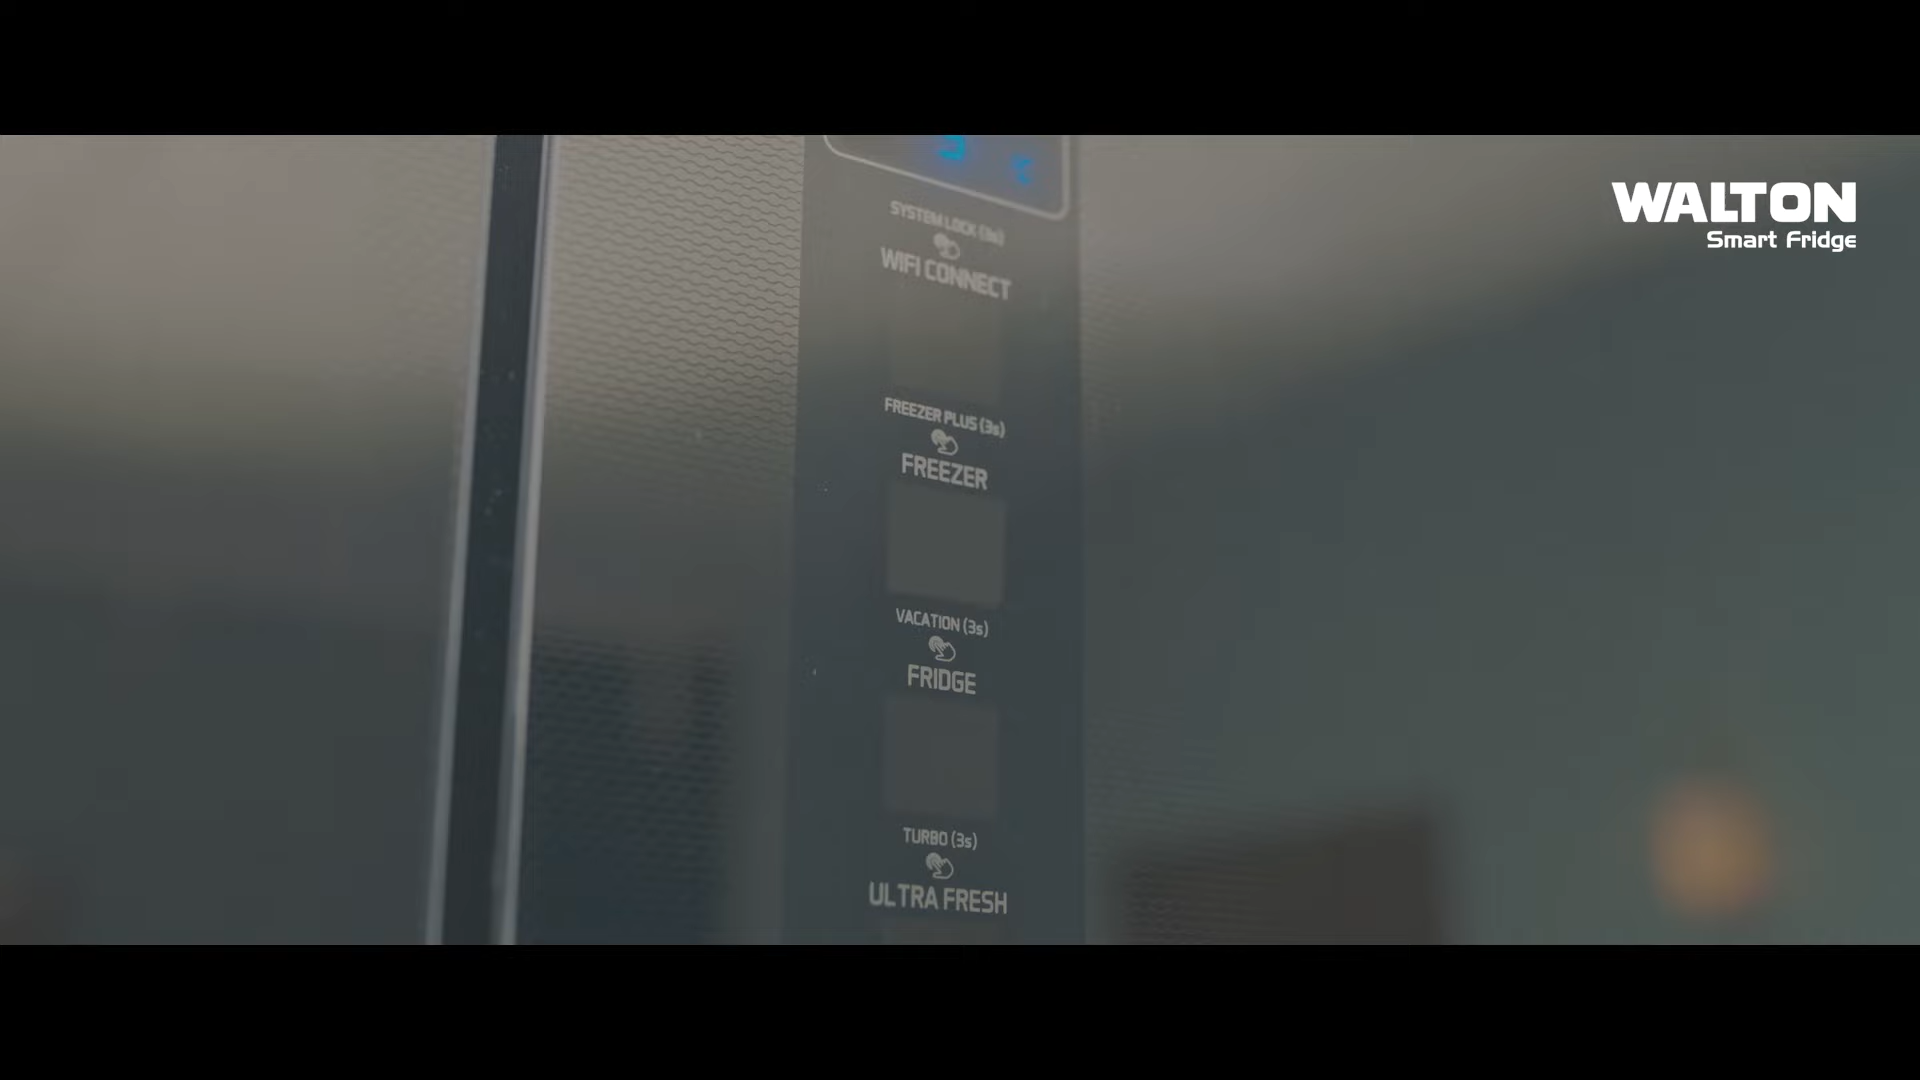 WALTON
Smart Fridge
SYSTEM LOCK (3s)
WIFI CONNECT
FREEZER PLUS (3s)
FREEZER
VACATION (3s)
FRIDGE
TURBO (3s)
ULTRA FRESH